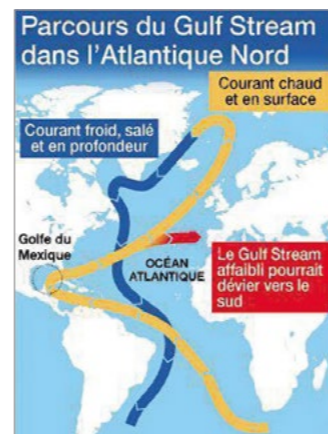 Parcours du Gulf Stream
dans l'Atlantique Nord
Courant chaud
et en surface
Courant froid, salé
et en profondeur
Golfe du
Mexique
OCÉAN
ATLANTIQUE
Le Gulf Stream
affaibli pourrait
dévier vers le
sud